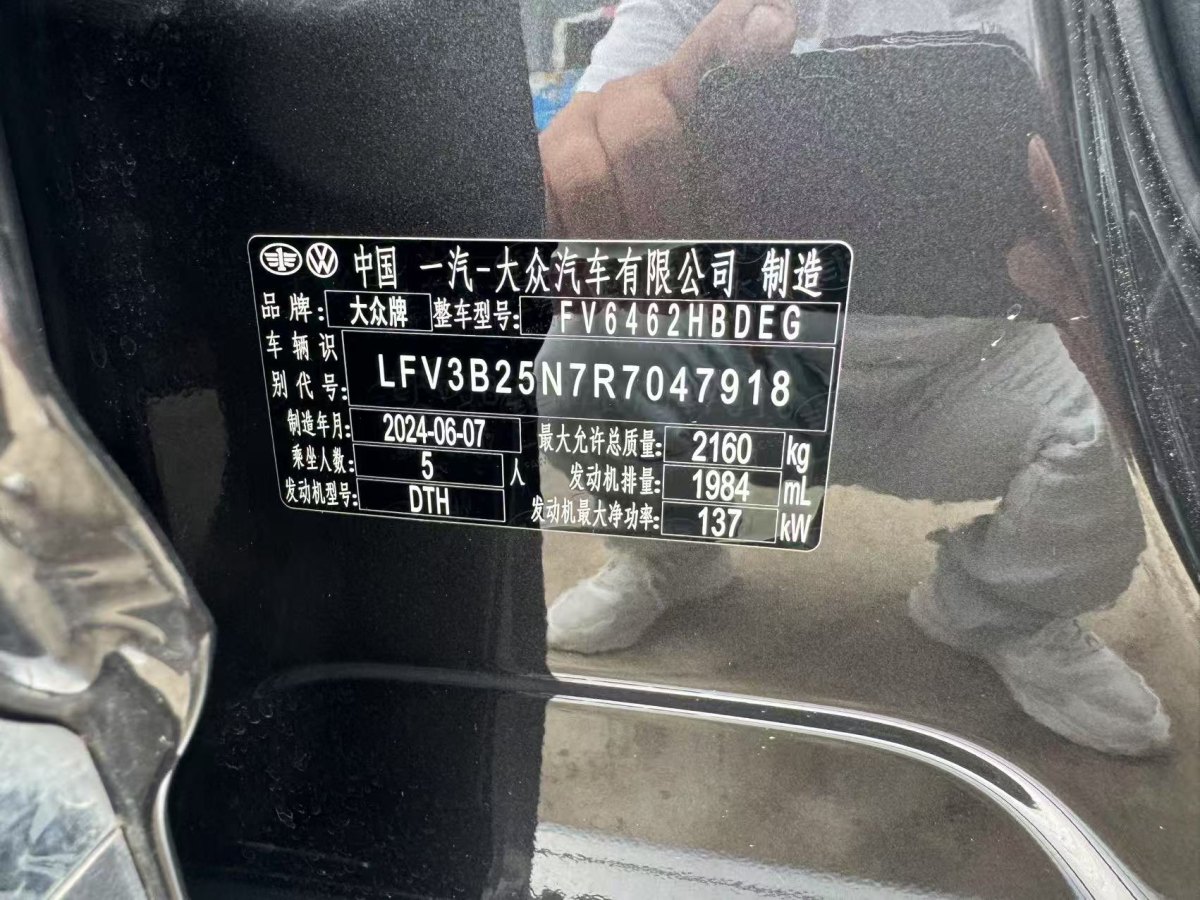 中国 一汽-大众汽车有限公司 制造
品牌: 大众牌 整车型号: FV6462HBDEG
车辆识别代号: LFV3B25N7R7047918
制造年月: 2024-06-07 最大允许总质量: 2160 kg
乘坐人数: 5 人 发动机排量: 1984 mL
发动机型号: DTH 发动机最大净功率: 137 kW